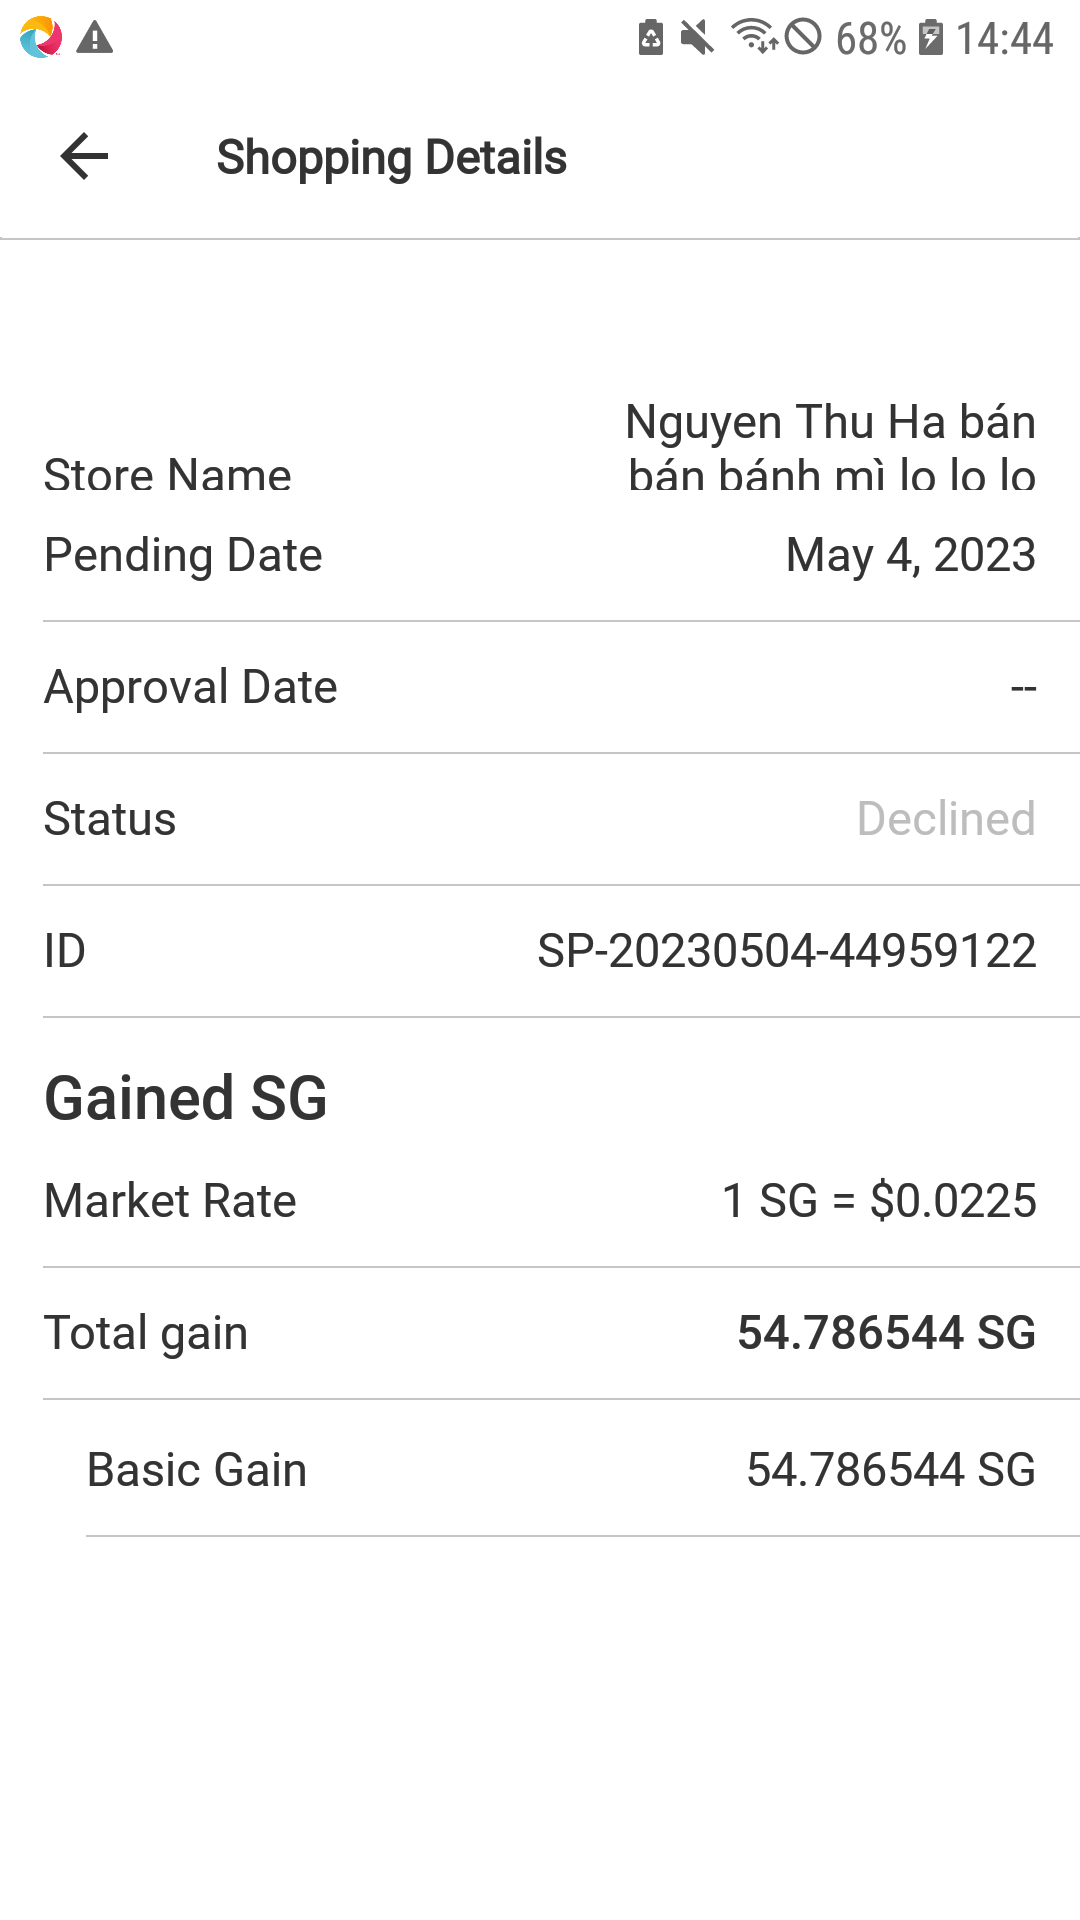 68% 14:44
Shopping Details
Nguyen Thu Ha bán
Store Name bán bánh mì lo lo lo
Pending Date May 4, 2023
Approval Date --
Status Declined
ID SP-20230504-44959122
Gained SG
Market Rate 1 SG = $0.0225
Total gain 54.786544 SG
Basic Gain 54.786544 SG